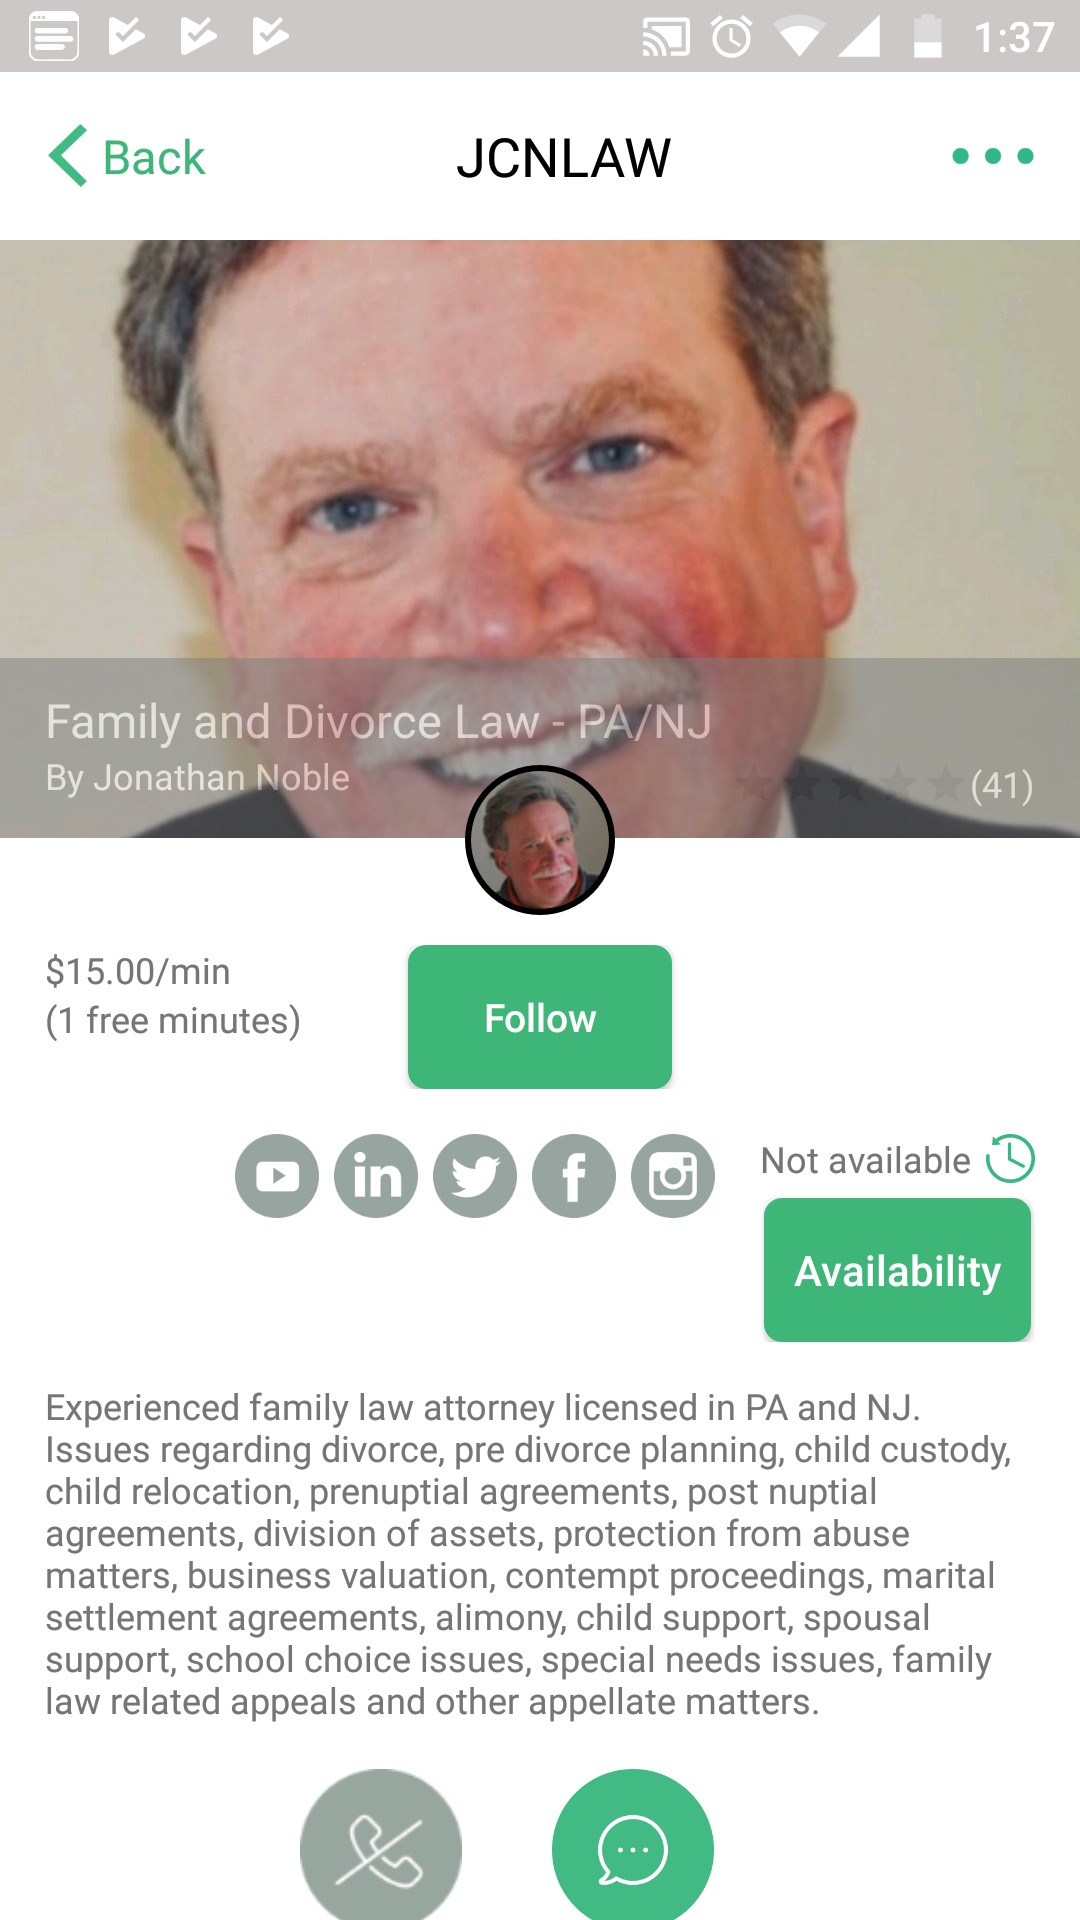 1:37
Back
JCNLAW
Family and Divorce Law - PA/NJ
By Jonathan Noble
(41)
$15.00/min
(1 free minutes)
Follow
in
f
Not available
Availability
Experienced family law attorney licensed in PA and NJ.
Issues regarding divorce, pre divorce planning, child custody,
child relocation, prenuptial agreements, post nuptial
agreements, division of assets, protection from abuse
matters, business valuation, contempt proceedings, marital
settlement agreements, alimony, child support, spousal
support, school choice issues, special needs issues, family
law related appeals and other appellate matters.